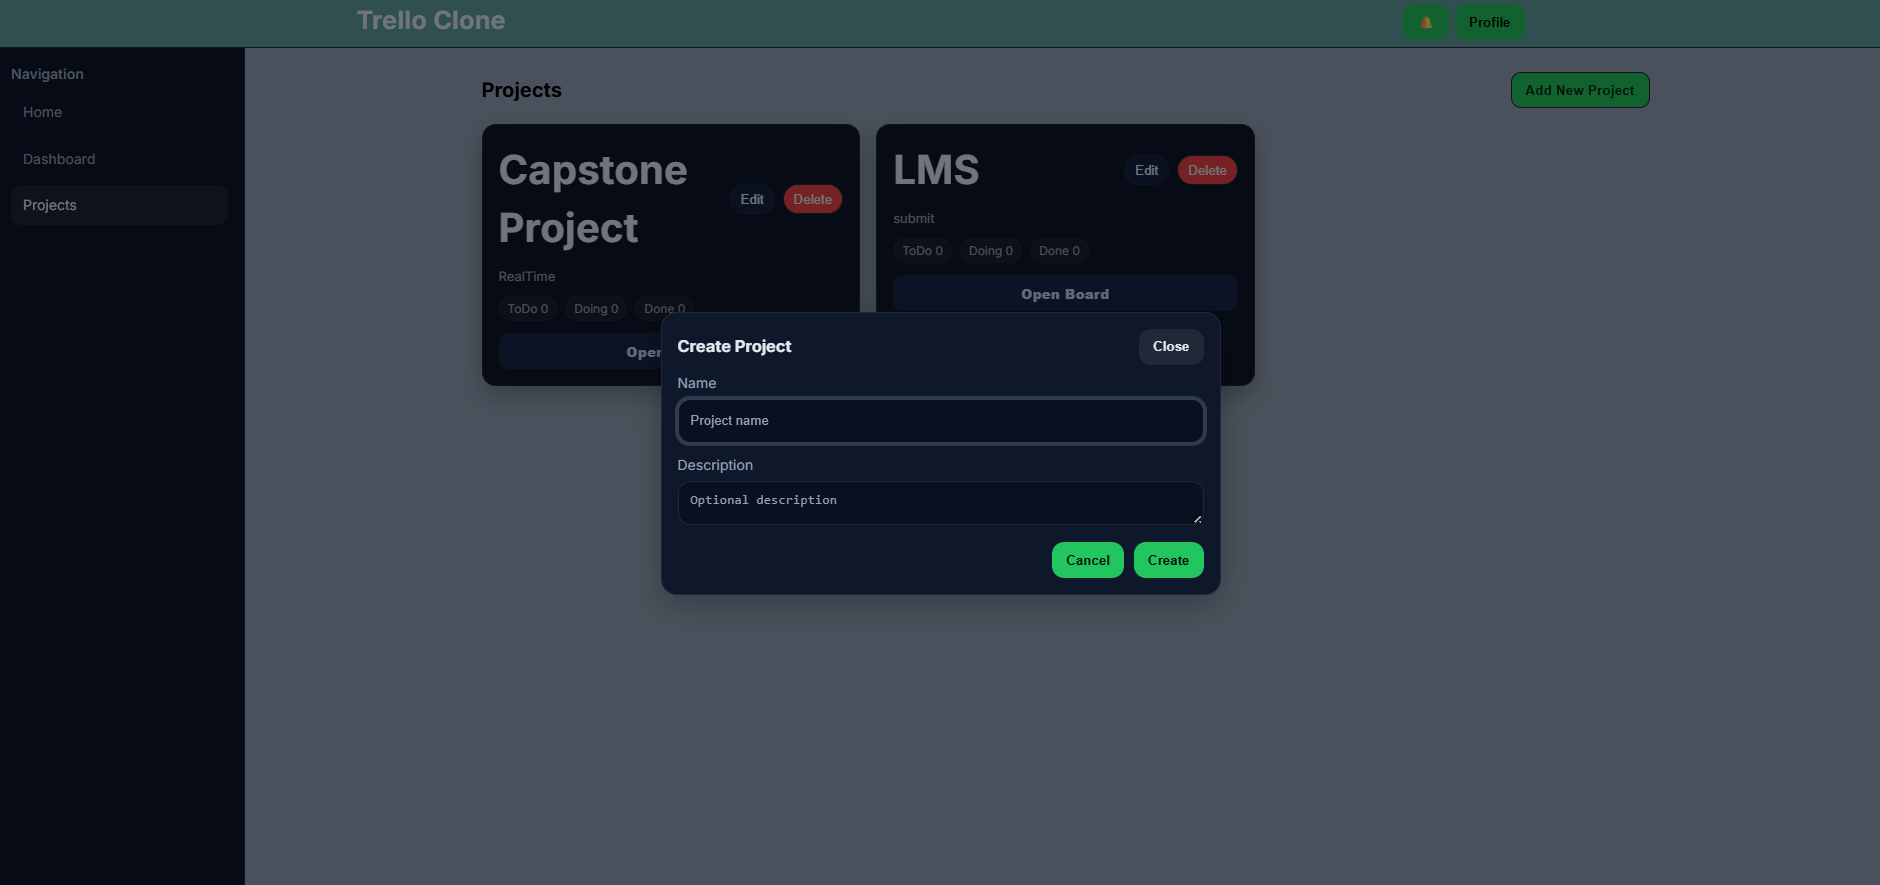 Trello Clone
Profile
Navigation
Home
Dashboard
Projects
Projects
Add New Project
Capstone
Project
Edit
Delete
RealTime
ToDo 0
Doing 0
Done 0
Open
LMS
Edit
Delete
submit
ToDo 0
Doing 0
Done 0
Open Board
Create Project
Close
Name
Project name
Description
Optional description
Cancel
Create